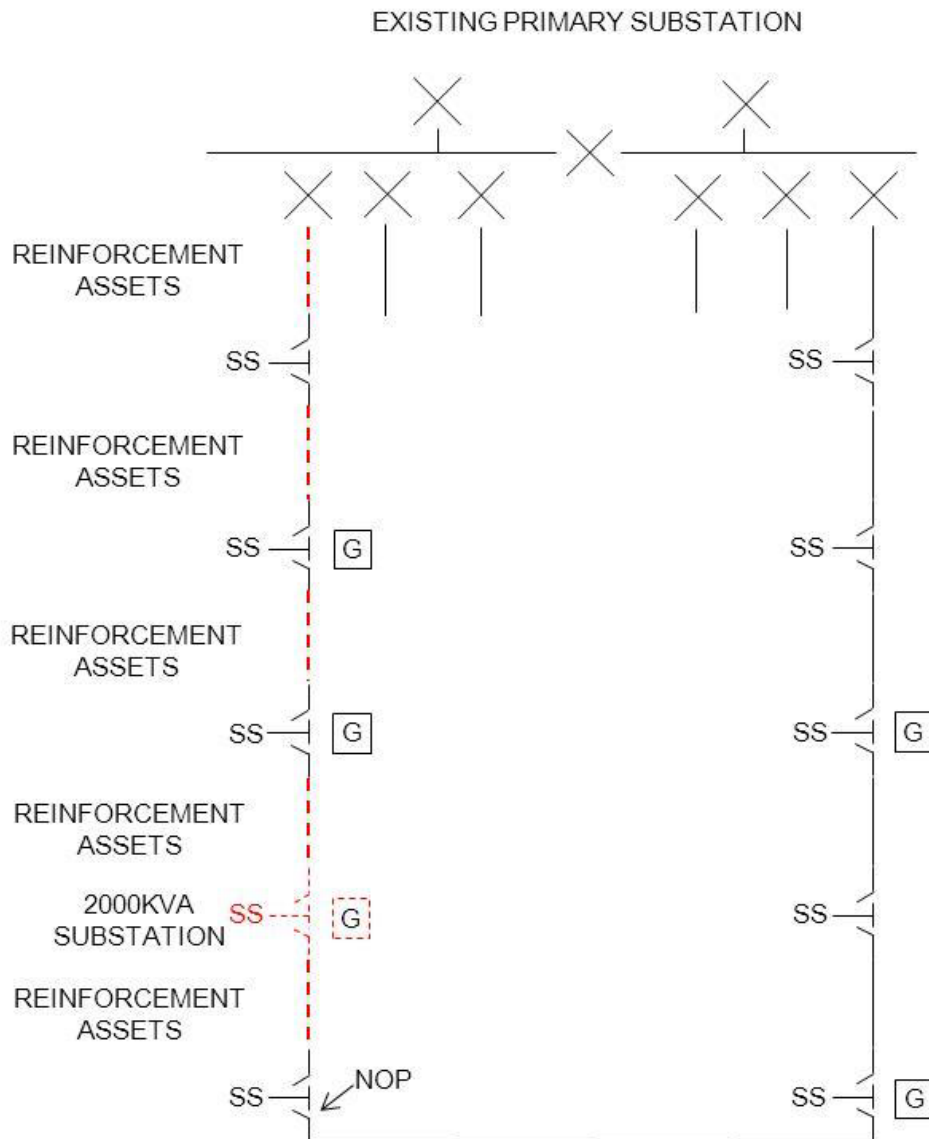 EXISTING PRIMARY SUBSTATION
REINFORCEMENT
ASSETS
SS
SS
REINFORCEMENT
ASSETS
SS
G
SS
REINFORCEMENT
ASSETS
SS
G
SS
G
REINFORCEMENT
ASSETS
2000KVA
SUBSTATION
SS
G
SS
REINFORCEMENT
ASSETS
NOP
SS
SS
G